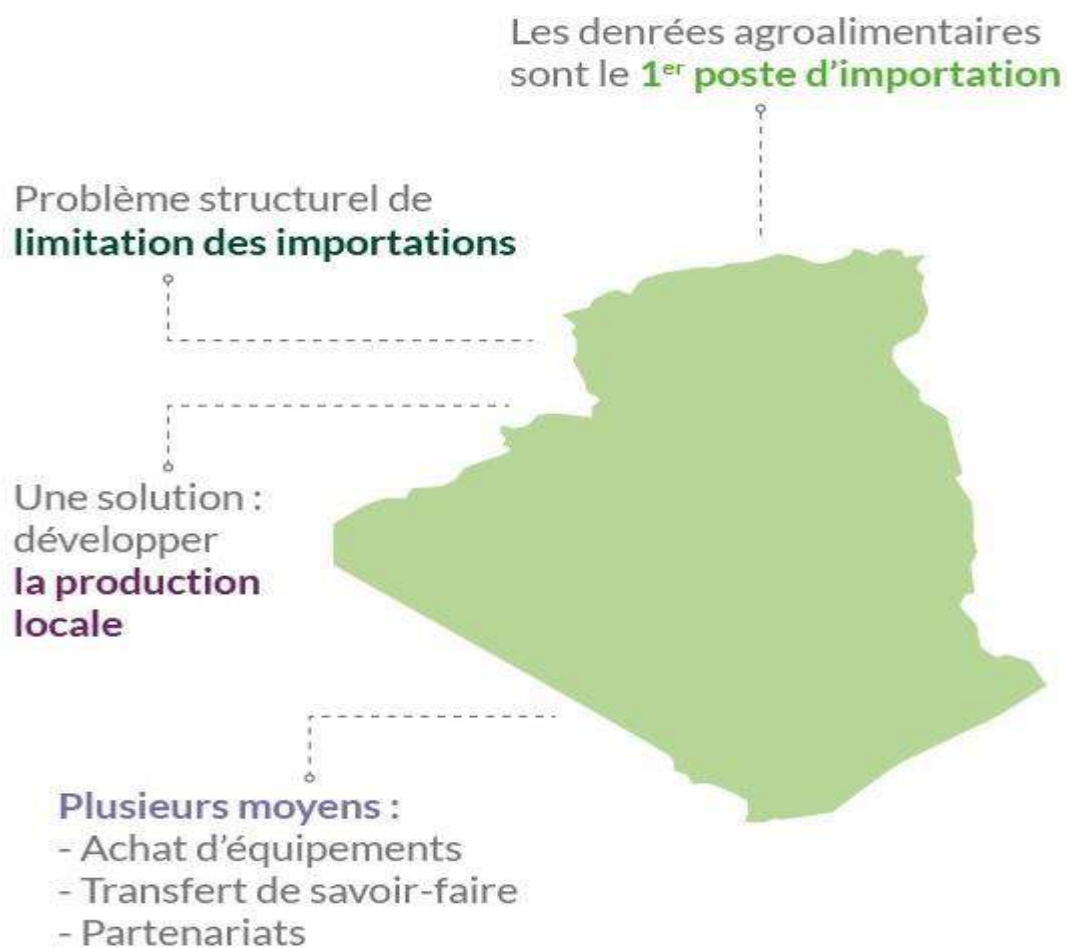 Les denrées agroalimentaires
sont le 1er poste d'importation
Problème structurel de
limitation des importations
Une solution :
développer
la production
locale
Plusieurs moyens :
- Achat d'équipements
- Transfert de savoir-faire
- Partenariats